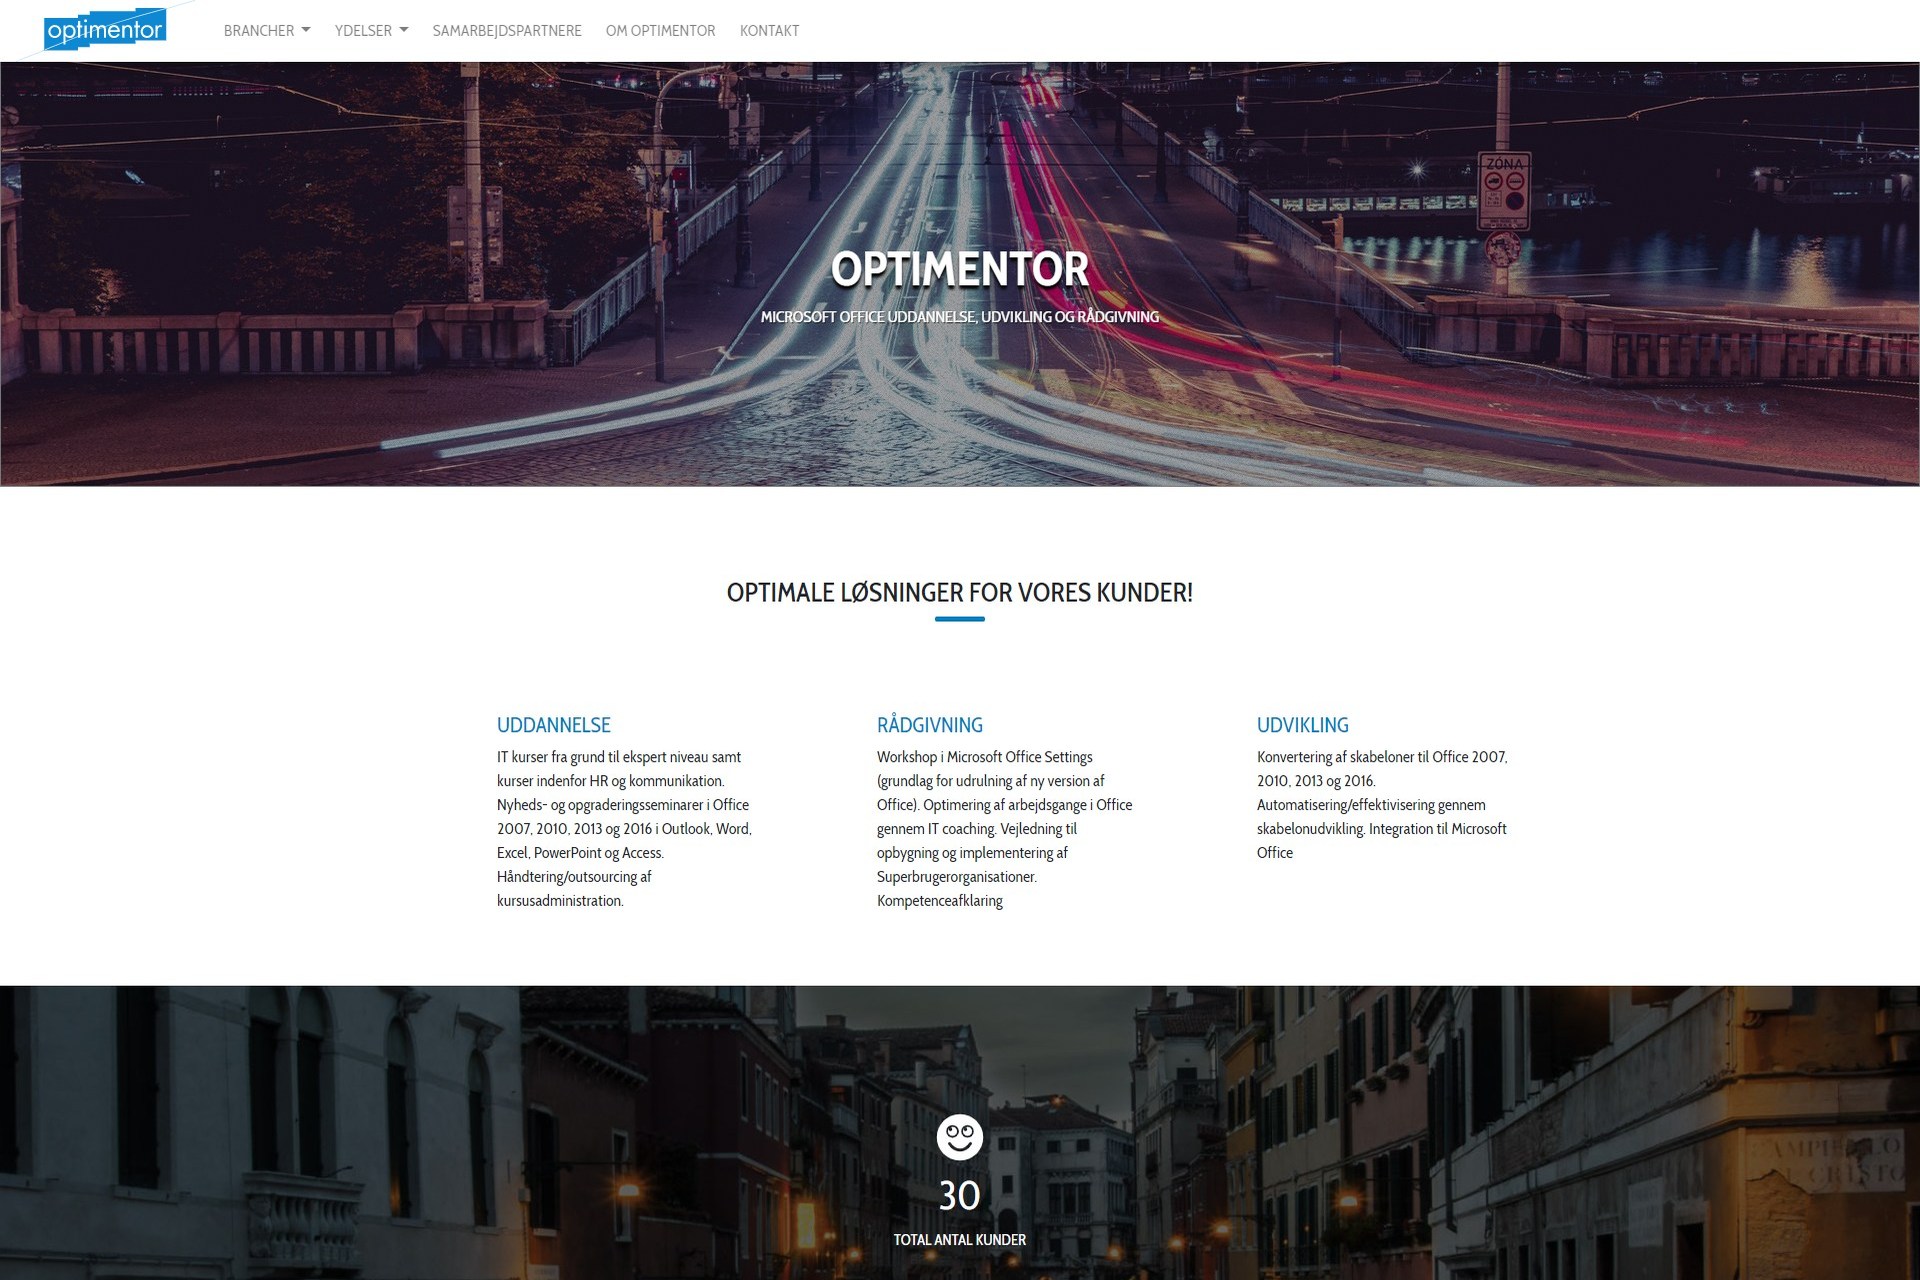 optimentor
BRANCHER YDELSER SAMARBEJDSPARTNERE OM OPTIMENTOR KONTAKT
ZÓNA
OPTIMENTOR
MICROSOFT OFFICE UDDANNELSE, UDVIKLING OG RÅDGIVNING
OPTIMALE LØSNINGER FOR VORES KUNDER!
UDDANNELSE
IT kurser fra grund til ekspert niveau samt
kurser indenfor HR og kommunikation.
Nyheds- og opgraderingsseminarer i Office
2007, 2010, 2013 og 2016 i Outlook, Word,
Excel, PowerPoint og Access.
Håndtering/outsourcing af
kursusadministration.
RÅDGIVNING
Workshop i Microsoft Office Settings
(grundlag for udrulning af ny version af
Office). Optimering af arbejdsgange i Office
gennem IT coaching. Vejledning til
opbygning og implementering af
Superbrugerorganisationer.
Kompetenceafklaring
UDVIKLING
Konvertering af skabeloner til Office 2007,
2010, 2013 og 2016.
Automatisering/effektivisering gennem
skabelonudvikling. Integration til Microsoft
Office
30
TOTAL ANTAL KUNDER